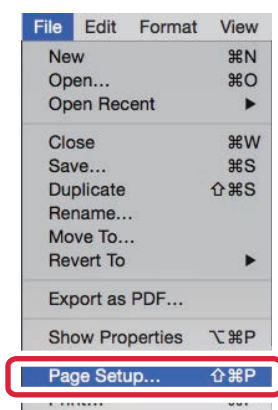 File Edit Format View
New ⌘N
Open... ⌘O
Open Recent ▶
Close ⌘W
Save... ⌘S
Duplicate ⇧⌘S
Rename...
Move To...
Revert To ▶
Export as PDF...
Show Properties ⌥⌘P
Page Setup... ⇧⌘P